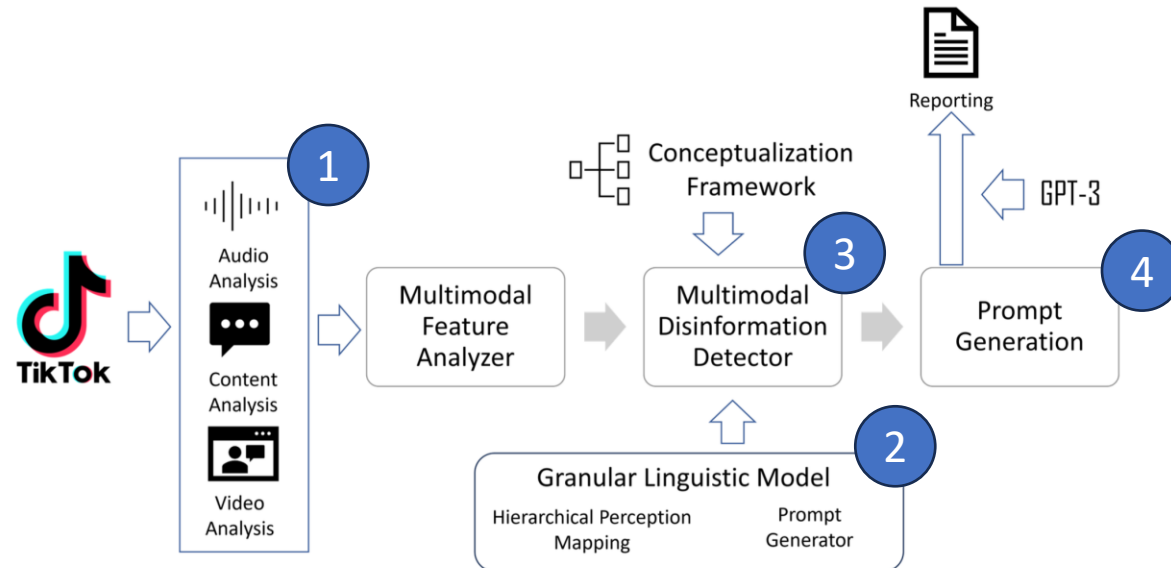 TikTok
1
Audio
Analysis
Content
Analysis
Video
Analysis
Multimodal
Feature
Analyzer
Conceptualization
Framework
3
Multimodal
Disinformation
Detector
2
Granular Linguistic Model
Hierarchical Perception
Mapping
Prompt
Generator
Reporting
GPT-3
4
Prompt
Generation